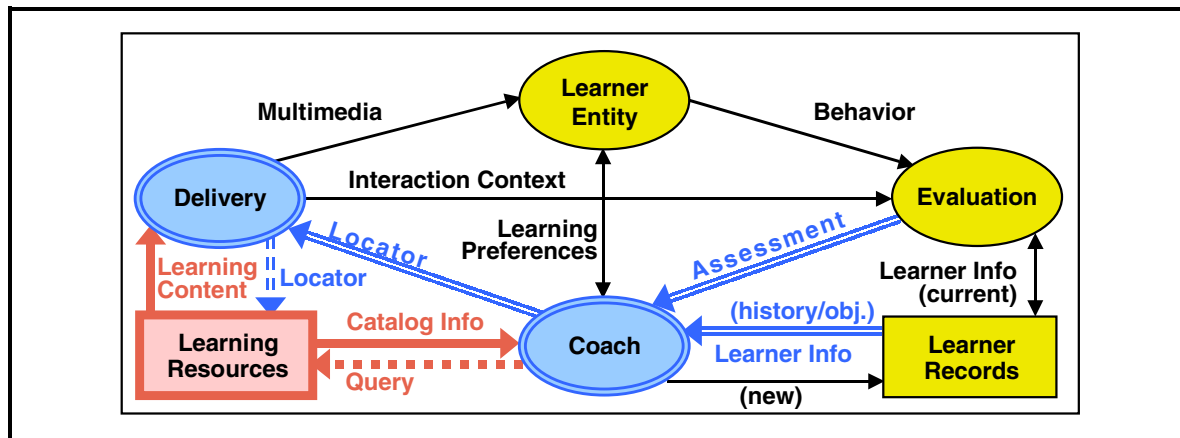 Learner
Entity
Multimedia
Behavior
Interaction Context
Delivery
Evaluation
Locator
Learning
Preferences
Assessment
Learning
Content
Locator
Learner Info
(current)
(history/obj.)
Catalog Info
Learning
Resources
Coach
Learner Info
Learner
Records
Query
(new)